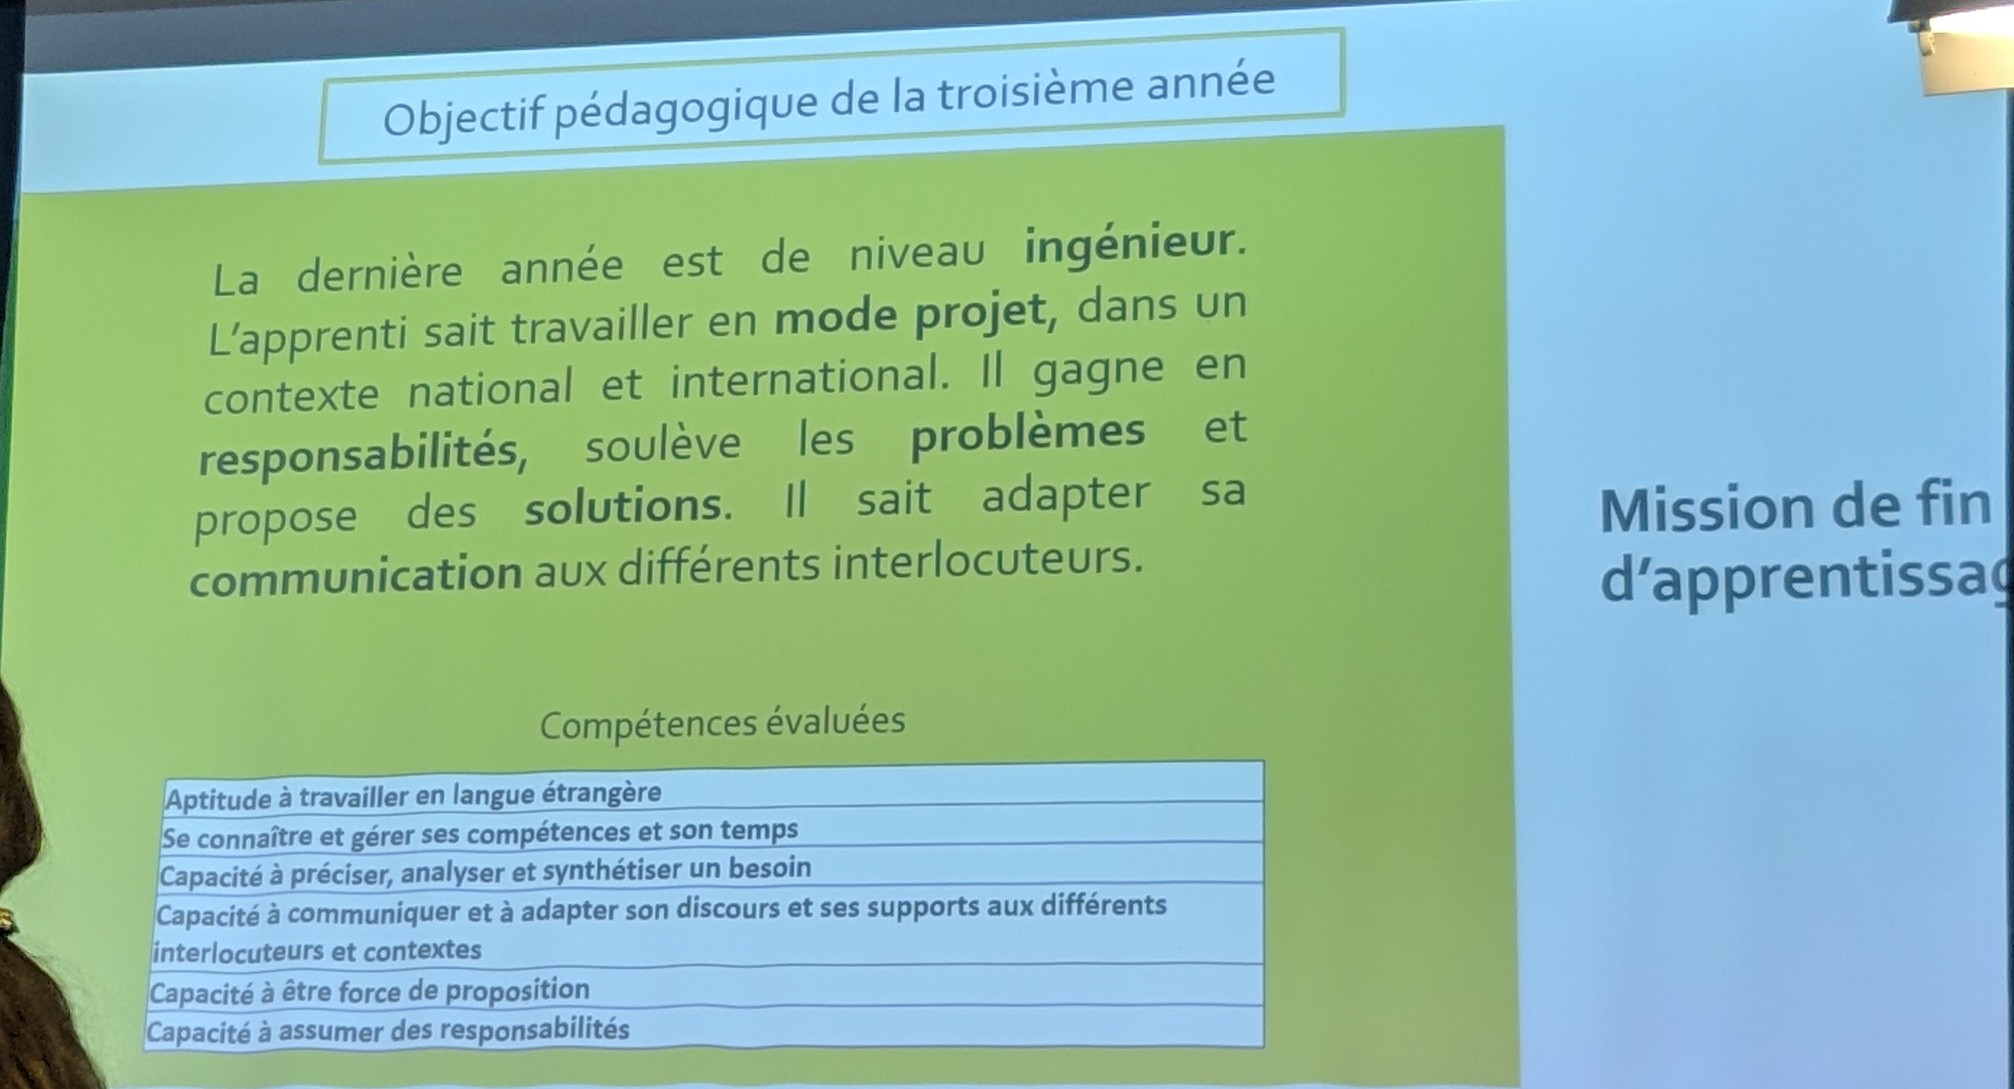 Objectif pédagogique de la troisième année
La dernière année est de niveau ingénieur.
L'apprenti sait travailler en mode projet, dans un
contexte national et international. Il gagne en
responsabilités, soulève les problèmes et
propose des solutions. Il sait adapter sa
communication aux différents interlocuteurs.
Mission de fin
d'apprentissag
Compétences évaluées
Aptitude à travailler en langue étrangère
Se connaître et gérer ses compétences et son temps
Capacité à préciser, analyser et synthétiser un besoin
Capacité à communiquer et à adapter son discours et ses supports aux différents
interlocuteurs et contextes
Capacité à être force de proposition
Capacité à assumer des responsabilités